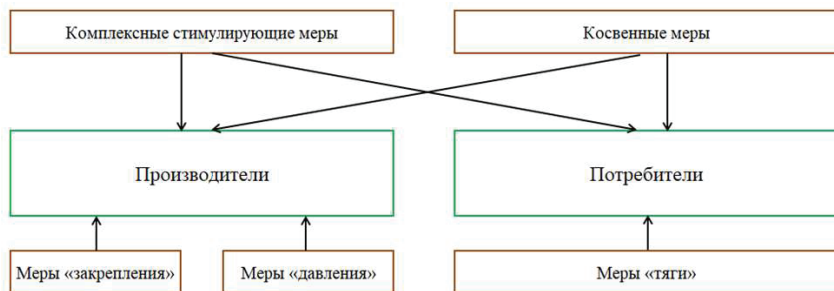 Комплексные стимулирующие меры
Косвенные меры
Производители
Потребители
Меры «закрепления»
Меры «давления»
Меры «тяги»